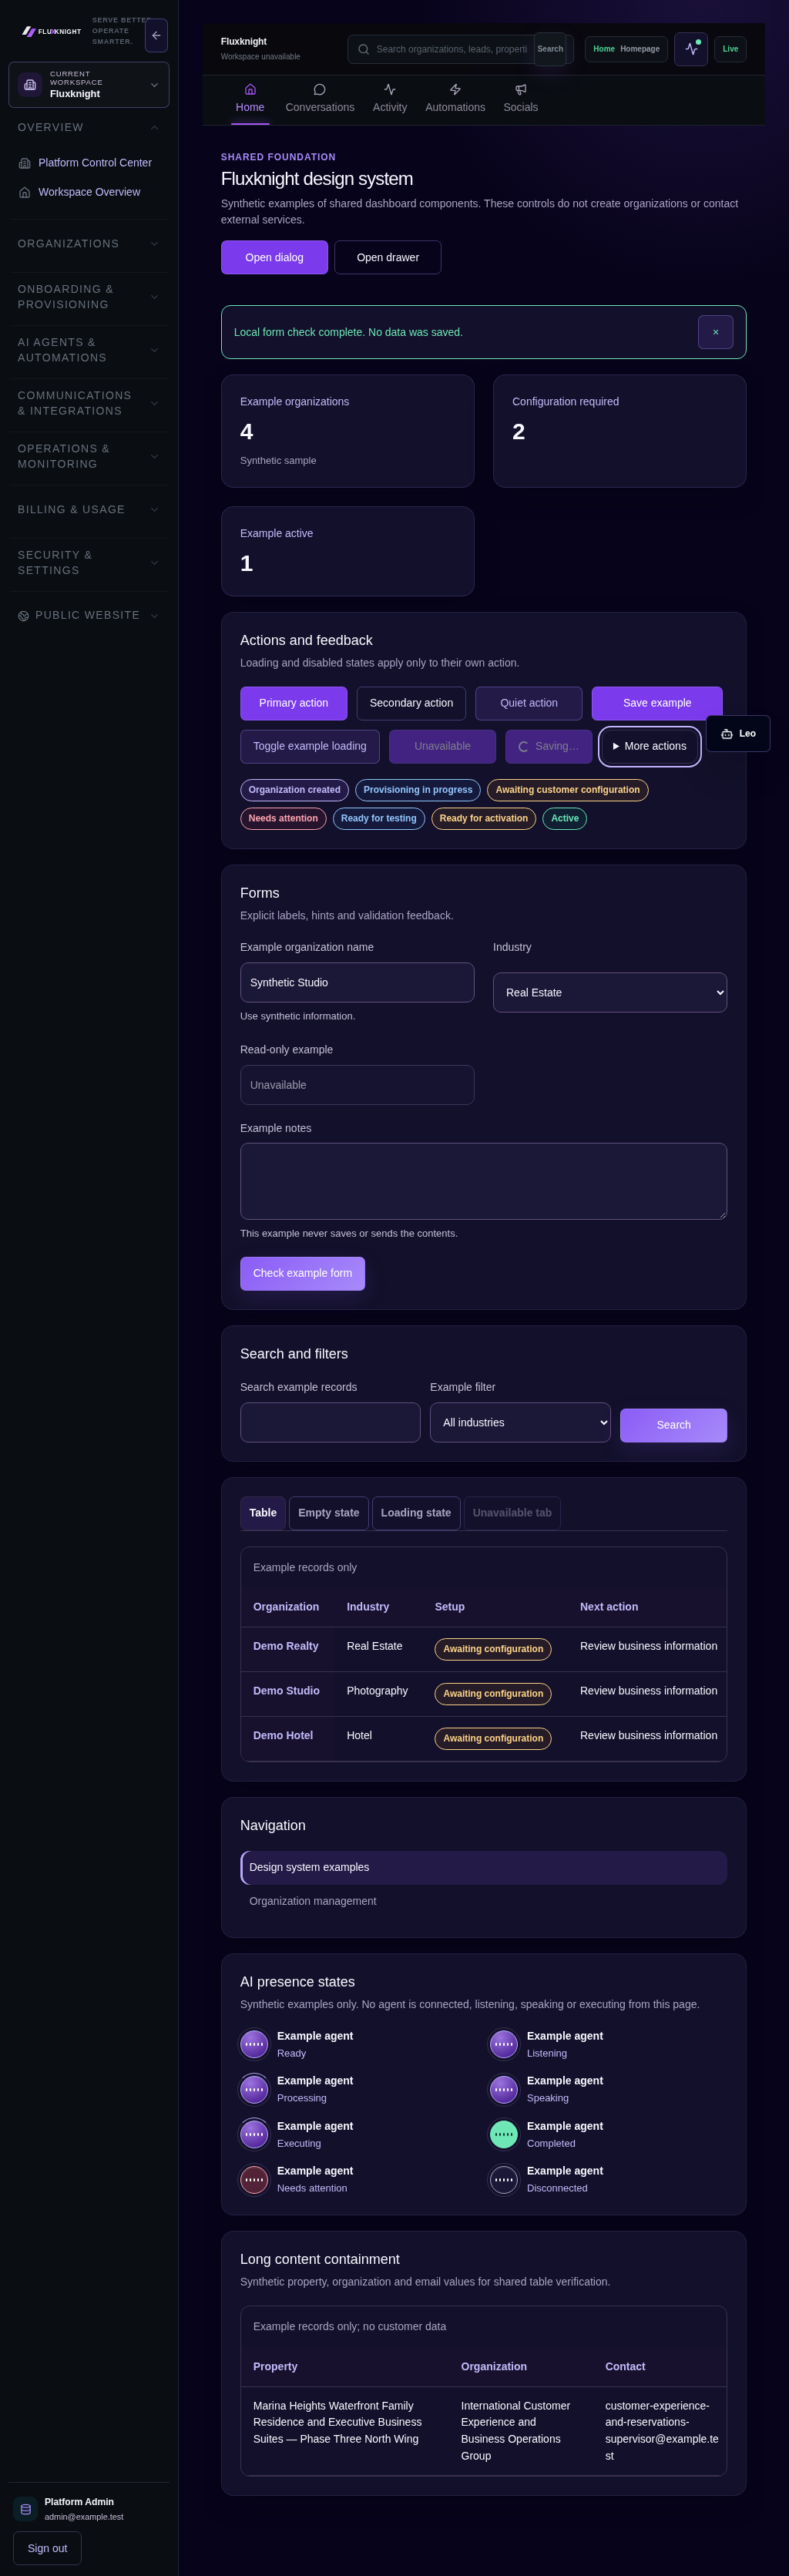 FLUXKNIGHT
SERVE BETTER
OPERATE
SMARTER.
CURRENT
WORKSPACE
Fluxknight
OVERVIEW
Platform Control Center
Workspace Overview
ORGANIZATIONS
ONBOARDING &
PROVISIONING
AI AGENTS &
AUTOMATIONS
COMMUNICATIONS
& INTEGRATIONS
OPERATIONS &
MONITORING
BILLING & USAGE
SECURITY &
SETTINGS
PUBLIC WEBSITE
Platform Admin
admin@example.test
Sign out
Fluxknight
Workspace unavailable
Search organizations, leads, properti
Search
Home Homepage
Live
Home
Conversations
Activity
Automations
Socials
SHARED FOUNDATION
Fluxknight design system
Synthetic examples of shared dashboard components. These controls do not create organizations or contact
external services.
Open dialog
Open drawer
Local form check complete. No data was saved.
×
Example organizations
4
Synthetic sample
Configuration required
2
Example active
1
Actions and feedback
Loading and disabled states apply only to their own action.
Primary action
Secondary action
Quiet action
Save example
Toggle example loading
Unavailable
Saving…
More actions
Leo
Organization created
Provisioning in progress
Awaiting customer configuration
Needs attention
Ready for testing
Ready for activation
Active
Forms
Explicit labels, hints and validation feedback.
Example organization name
Synthetic Studio
Use synthetic information.
Industry
Real Estate
Read-only example
Unavailable
Example notes
This example never saves or sends the contents.
Check example form
Search and filters
Search example records
Example filter
All industries
Search
Table
Empty state
Loading state
Unavailable tab
Example records only
Organization Industry Setup Next action
Demo Realty Real Estate Awaiting configuration Review business information
Demo Studio Photography Awaiting configuration Review business information
Demo Hotel Hotel Awaiting configuration Review business information
Navigation
Design system examples
Organization management
AI presence states
Synthetic examples only. No agent is connected, listening, speaking or executing from this page.
Example agent
Ready
Example agent
Listening
Example agent
Processing
Example agent
Speaking
Example agent
Executing
Example agent
Completed
Example agent
Needs attention
Example agent
Disconnected
Long content containment
Synthetic property, organization and email values for shared table verification.
Example records only; no customer data
Property Organization Contact
Marina Heights Waterfront Family
Residence and Executive Business
Suites — Phase Three North Wing
International Customer
Experience and
Business Operations
Group
customer-experience-
and-reservations-
supervisor@example.te
st